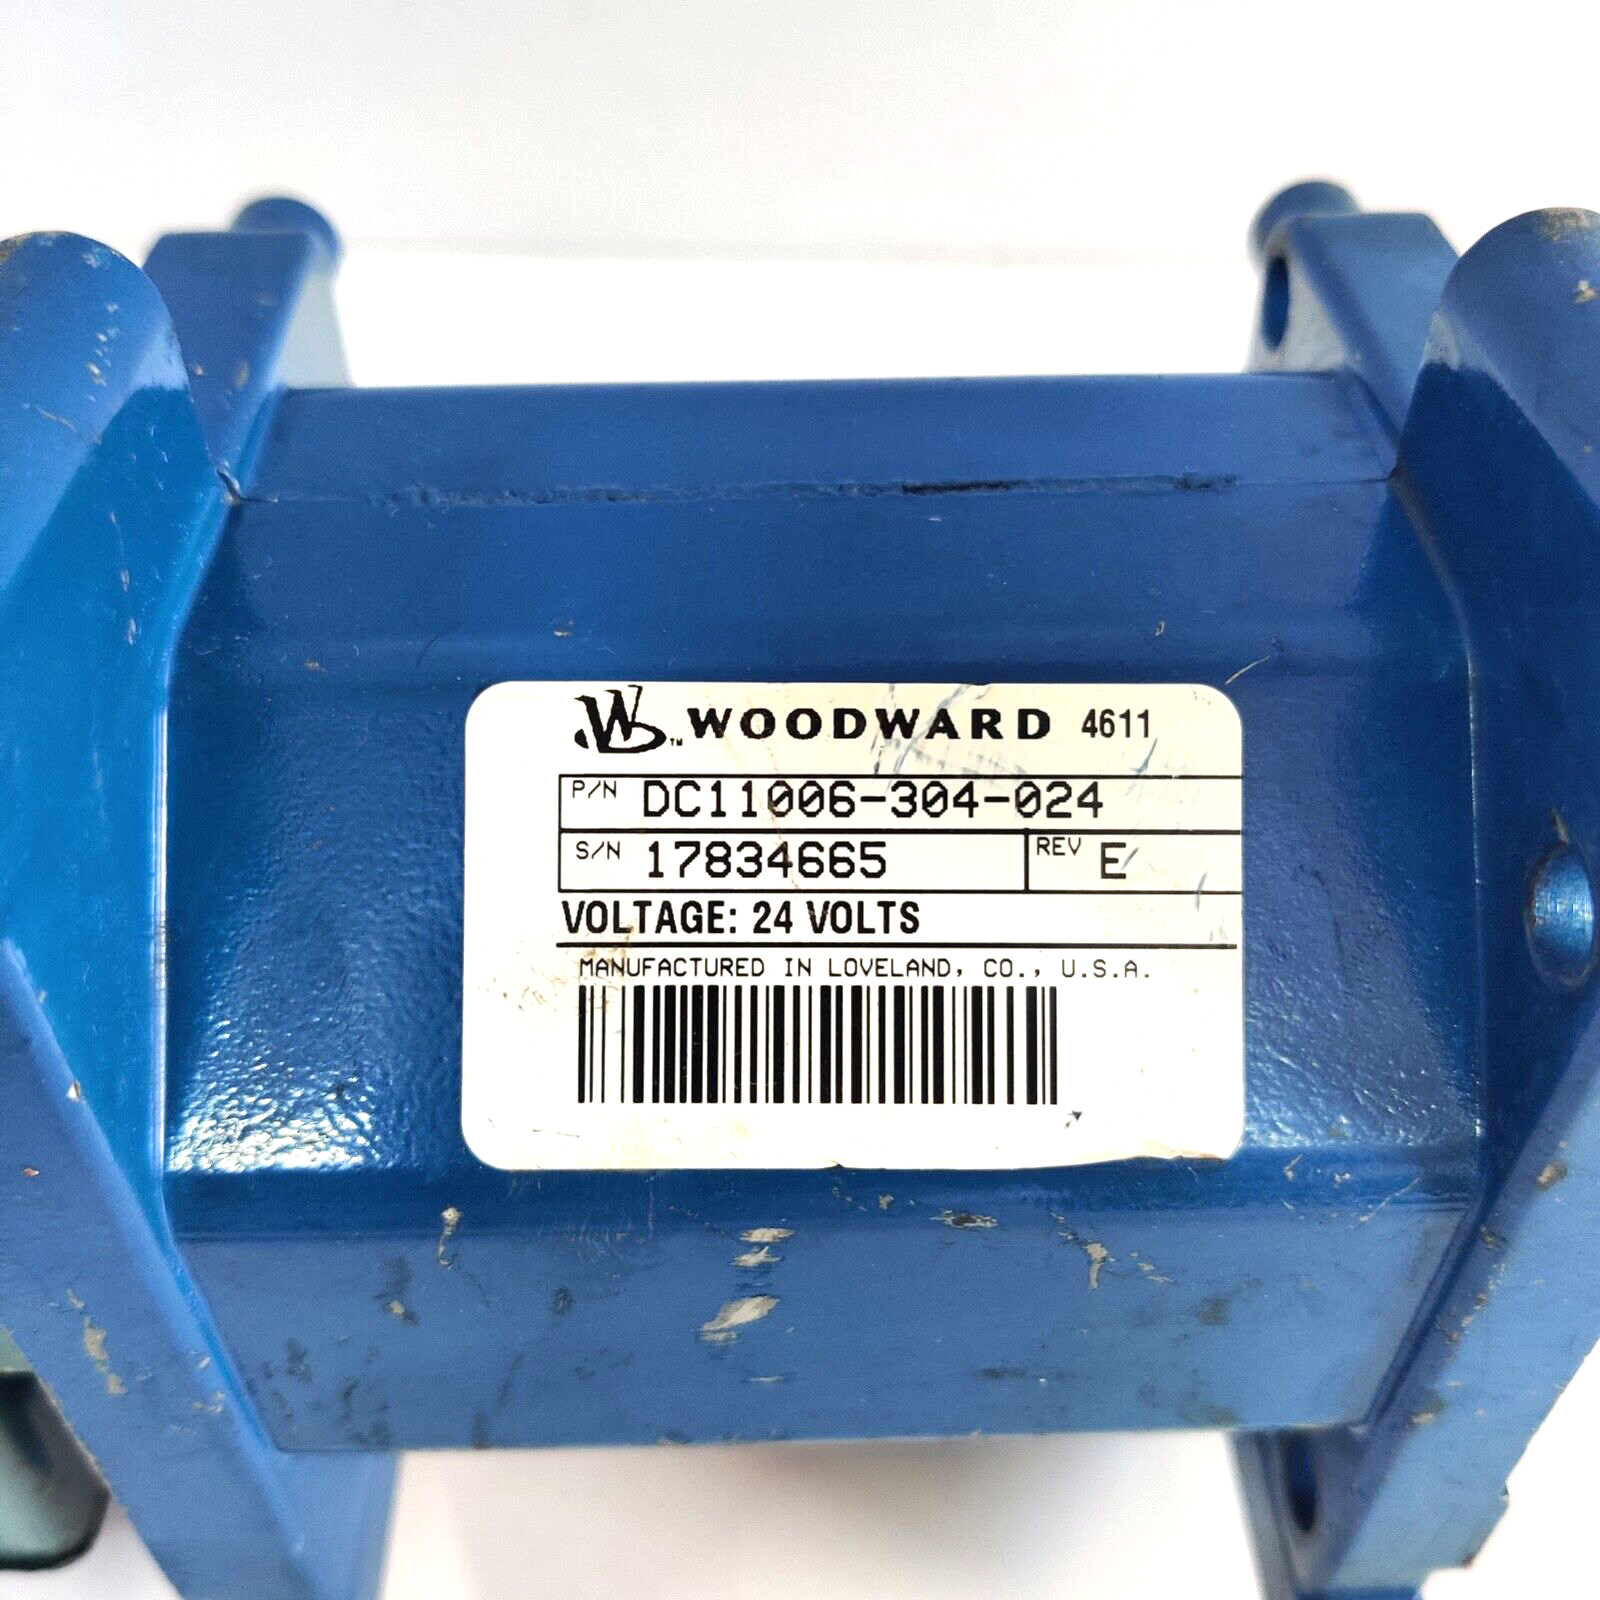 WOODWARD 4611
P/N DC11006-304-024
S/N 17834665 REV E
VOLTAGE: 24 VOLTS
MANUFACTURED IN LOVELAND, CO., U.S.A.